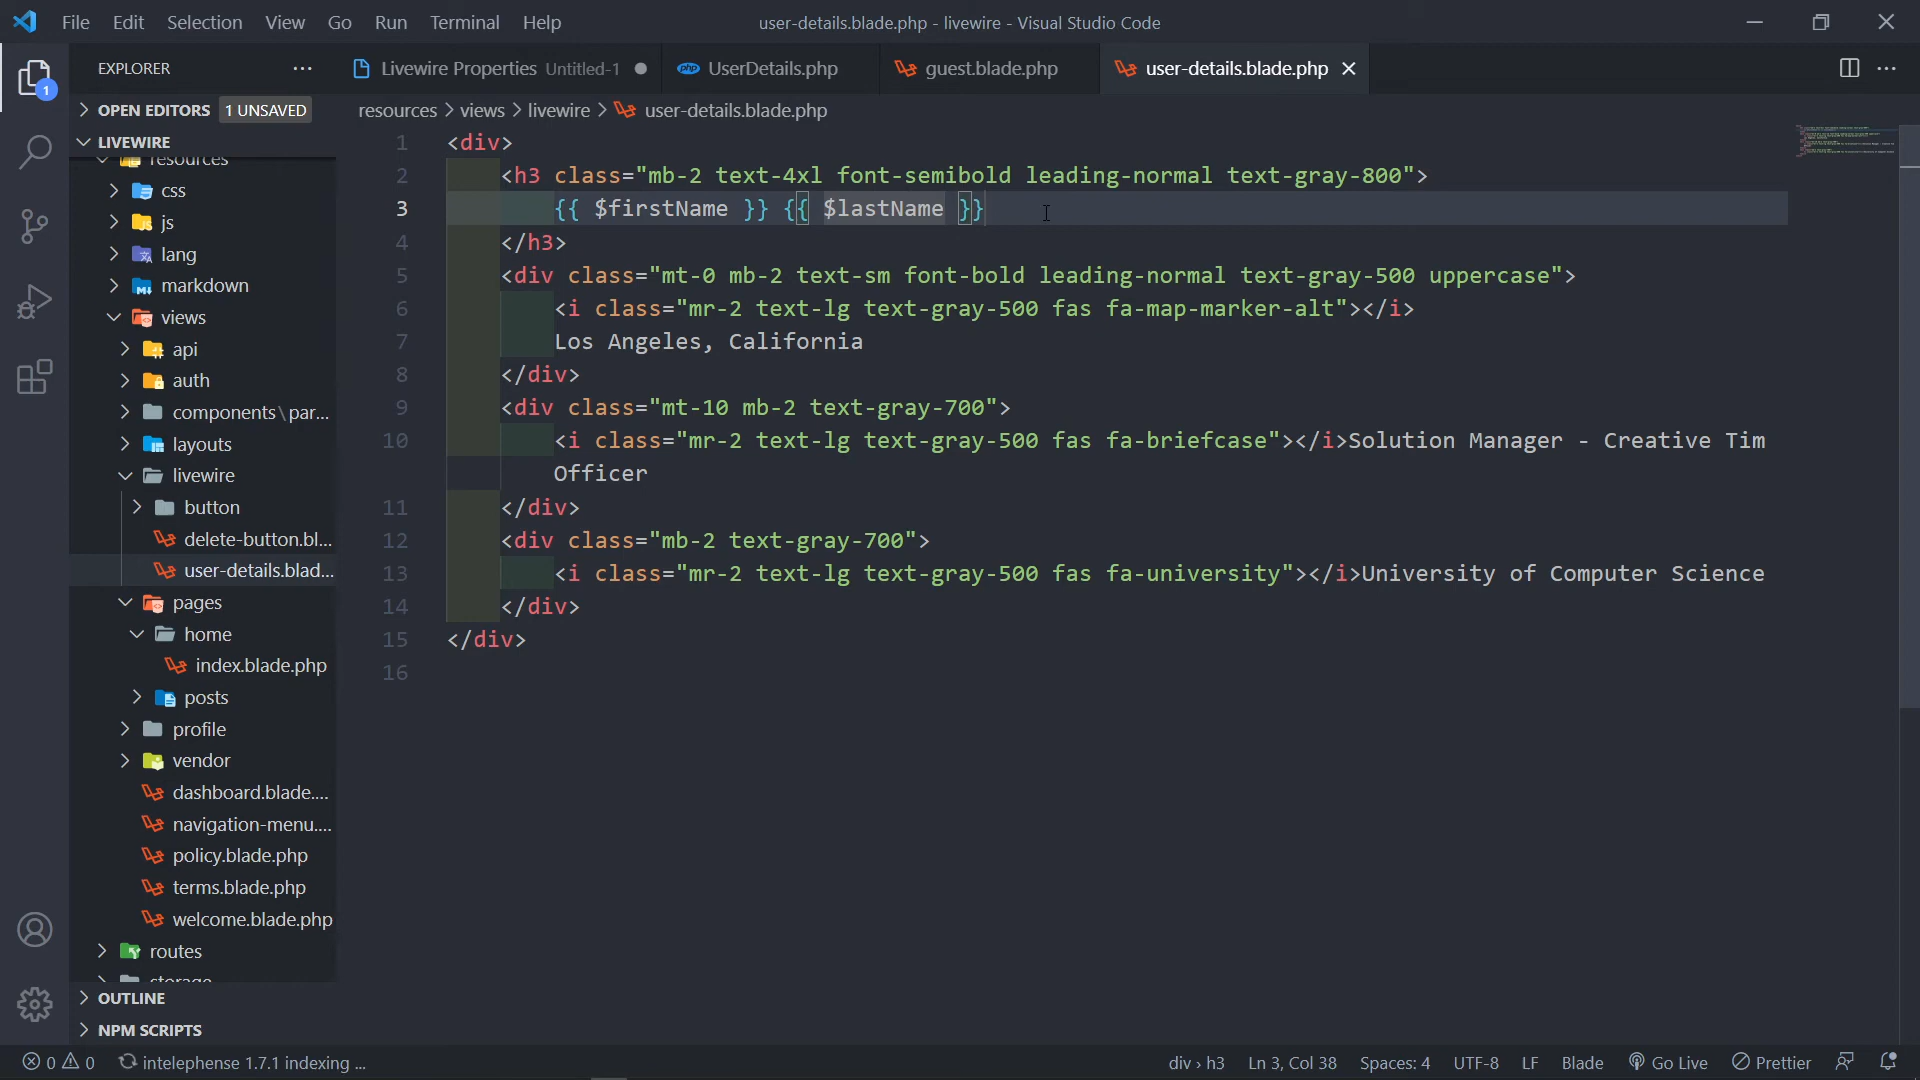 File Edit Selection View Go Run Terminal Help
user-details.blade.php - livewire - Visual Studio Code
EXPLORER
Livewire Properties Untitled-1
UserDetails.php
guest.blade.php
user-details.blade.php
1
OPEN EDITORS 1 UNSAVED
resources > views > livewire > user-details.blade.php
LIVEWIRE
resources
css
js
lang
markdown
views
api
auth
components\par...
layouts
livewire
button
delete-button.bl...
user-details.blad...
pages
home
index.blade.php
posts
profile
vendor
dashboard.blade....
navigation-menu....
policy.blade.php
terms.blade.php
welcome.blade.php
routes
storage
OUTLINE
NPM SCRIPTS
1 <div>
2 <h3 class="mb-2 text-4xl font-semibold leading-normal text-gray-800">
3 {{ $firstName }} {{ $lastName }}
4 </h3>
5 <div class="mt-0 mb-2 text-sm font-bold leading-normal text-gray-500 uppercase">
6 <i class="mr-2 text-lg text-gray-500 fas fa-map-marker-alt"></i>
7 Los Angeles, California
8 </div>
9 <div class="mt-10 mb-2 text-gray-700">
10 <i class="mr-2 text-lg text-gray-500 fas fa-briefcase"></i>Solution Manager - Creative Tim
Officer
11 </div>
12 <div class="mb-2 text-gray-700">
13 <i class="mr-2 text-lg text-gray-500 fas fa-university"></i>University of Computer Science
14 </div>
15 </div>
16
0 0 intelephense 1.7.1 indexing ...
div > h3 Ln 3, Col 38 Spaces: 4 UTF-8 LF Blade Go Live Prettier